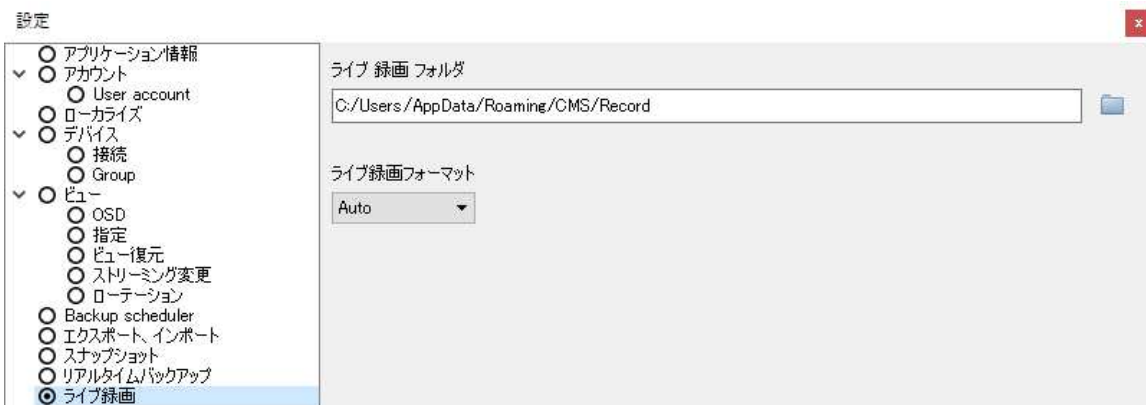 設定
アプリケーション情報
アカウント
User account
ローカライズ
デバイス
接続
Group
ビュー
OSD
指定
ビュー復元
ストリーミング変更
ローテーション
Backup scheduler
エクスポート、インポート
スナップショット
リアルタイムバックアップ
ライブ録画
ライブ 録画 フォルダ
C:/Users/AppData/Roaming/CMS/Record
ライブ録画フォーマット
Auto